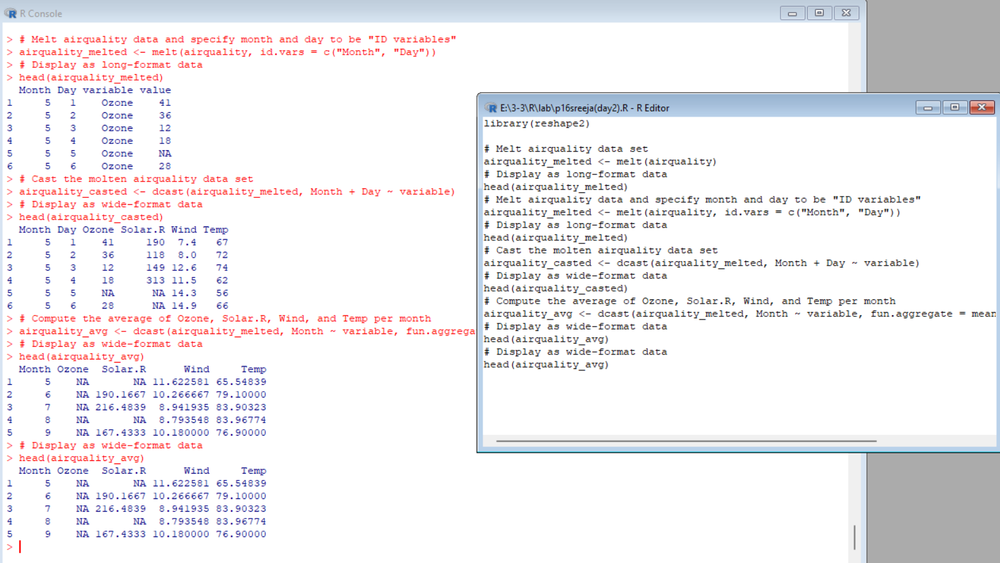 R Console
> # Melt airquality data and specify month and day to be "ID variables"
> airquality_melted <- melt(airquality, id.vars = c("Month", "Day"))
> # Display as long-format data
> head(airquality_melted)
  Month Day variable value
1     5   1    Ozone    41
2     5   2    Ozone    36
3     5   3    Ozone    12
4     5   4    Ozone    18
5     5   5    Ozone    NA
6     5   6    Ozone    28
> # Cast the molten airquality data set
> airquality_casted <- dcast(airquality_melted, Month + Day ~ variable)
> # Display as wide-format data
> head(airquality_casted)
  Month Day Ozone Solar.R Wind Temp
1     5   1    41     190  7.4   67
2     5   2    36     118  8.0   72
3     5   3    12     149 12.6   74
4     5   4    18     313 11.5   62
5     5   5    NA      NA 14.3   56
6     5   6    28      NA 14.9   66
> # Compute the average of Ozone, Solar.R, Wind, and Temp per month
> airquality_avg <- dcast(airquality_melted, Month ~ variable, fun.aggrega
> # Display as wide-format data
> head(airquality_avg)
  Month Ozone  Solar.R      Wind     Temp
1     5    NA       NA 11.622581 65.54839
2     6    NA 190.1667 10.266667 79.10000
3     7    NA 216.4839  8.941935 83.90323
4     8    NA       NA  8.793548 83.96774
5     9    NA 167.4333 10.180000 76.90000
> # Display as wide-format data
> head(airquality_avg)
  Month Ozone  Solar.R      Wind     Temp
1     5    NA       NA 11.622581 65.54839
2     6    NA 190.1667 10.266667 79.10000
3     7    NA 216.4839  8.941935 83.90323
4     8    NA       NA  8.793548 83.96774
5     9    NA 167.4333 10.180000 76.90000
>
E:\3-3\R\lab\p16sreeja(day2).R - R Editor
library(reshape2)
# Melt airquality data set
airquality_melted <- melt(airquality)
# Display as long-format data
head(airquality_melted)
# Melt airquality data and specify month and day to be "ID variables"
airquality_melted <- melt(airquality, id.vars = c("Month", "Day"))
# Display as long-format data
head(airquality_melted)
# Cast the molten airquality data set
airquality_casted <- dcast(airquality_melted, Month + Day ~ variable)
# Display as wide-format data
head(airquality_casted)
# Compute the average of Ozone, Solar.R, Wind, and Temp per month
airquality_avg <- dcast(airquality_melted, Month ~ variable, fun.aggregate = mean
# Display as wide-format data
head(airquality_avg)
# Display as wide-format data
head(airquality_avg)